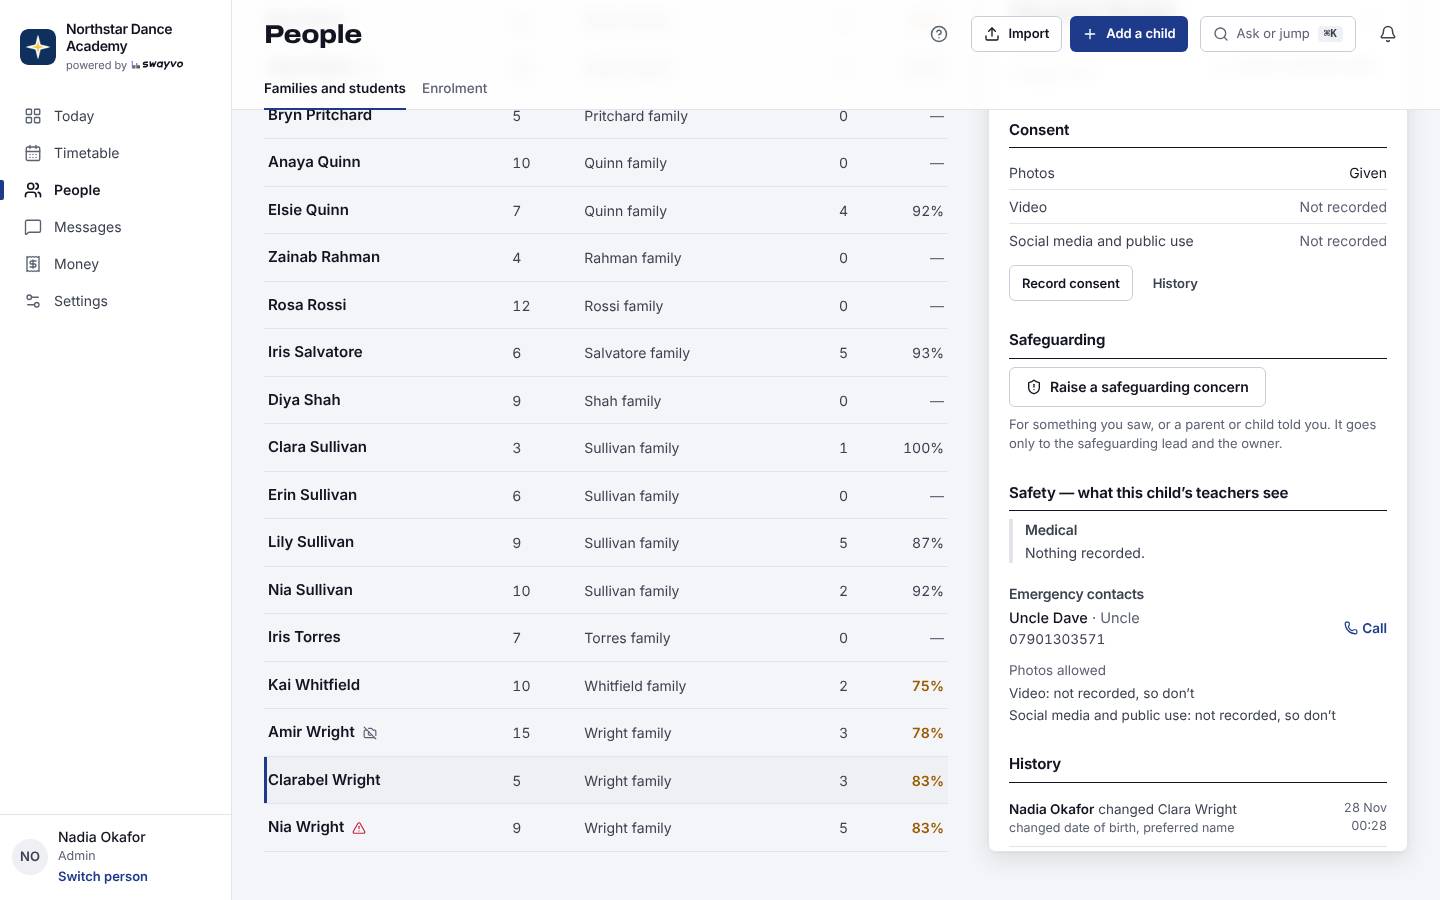 Northstar Dance
Academy
powered by swayvo
Today
Timetable
People
Messages
Money
Settings
Nadia Okafor
NO
Admin
Switch person
People
Import
Add a child
Ask or jump ⌘K
Families and students
Enrolment
Bryn Pritchard 5 Pritchard family 0 —
Anaya Quinn 10 Quinn family 0 —
Elsie Quinn 7 Quinn family 4 92%
Zainab Rahman 4 Rahman family 0 —
Rosa Rossi 12 Rossi family 0 —
Iris Salvatore 6 Salvatore family 5 93%
Diya Shah 9 Shah family 0 —
Clara Sullivan 3 Sullivan family 1 100%
Erin Sullivan 6 Sullivan family 0 —
Lily Sullivan 9 Sullivan family 5 87%
Nia Sullivan 10 Sullivan family 2 92%
Iris Torres 7 Torres family 0 —
Kai Whitfield 10 Whitfield family 2 75%
Amir Wright 15 Wright family 3 78%
Clarabel Wright 5 Wright family 3 83%
Nia Wright 9 Wright family 5 83%
Consent
Photos Given
Video Not recorded
Social media and public use Not recorded
Record consent History
Safeguarding
Raise a safeguarding concern
For something you saw, or a parent or child told you. It goes
only to the safeguarding lead and the owner.
Safety — what this child’s teachers see
Medical
Nothing recorded.
Emergency contacts
Uncle Dave · Uncle
07901303571
Call
Photos allowed
Video: not recorded, so don’t
Social media and public use: not recorded, so don’t
History
Nadia Okafor changed Clara Wright 28 Nov
changed date of birth, preferred name 00:28